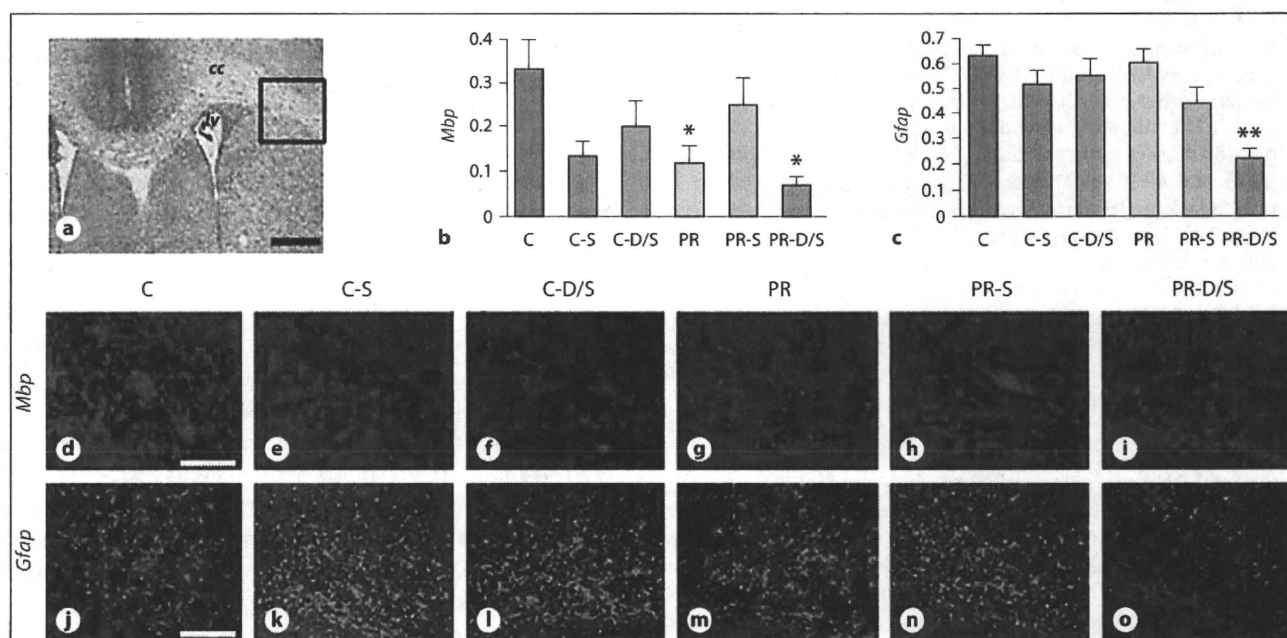 cc
lv
a
Mbp
0.4
0.3
0.2
0.1
0
*
*
b
C C-S C-D/S PR PR-S PR-D/S
Gfap
0.7
0.6
0.5
0.4
0.3
0.2
0.1
0
**
c
C C-S C-D/S PR PR-S PR-D/S
C C-S C-D/S PR PR-S PR-D/S
Mbp
d e f g h i
Gfap
j k l m n o